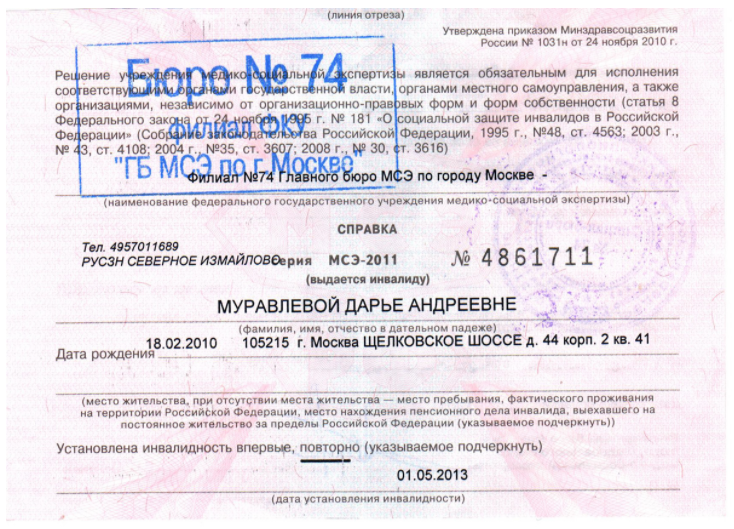 (линия отреза)
Утверждена приказом Минздравсоцразвития
России № 1031н от 24 ноября 2010 г.
Бюро № 74
филиал ФКУ
"ГБ МСЭ по г. Москве"
Решение учреждения медико-социальной экспертизы является обязательным для исполнения
соответствующими органами государственной власти, органами местного самоуправления, а также
организациями, независимо от организационно-правовых форм и форм собственности (статья 8
Федерального закона от 24 ноября 1995 г. № 181 «О социальной защите инвалидов в Российской
Федерации» (Собрание законодательства Российской Федерации, 1995 г., №48, ст. 4563; 2003 г.,
№ 43, ст. 4108; 2004 г., №35, ст. 3607; 2008 г., № 30, ст. 3616)
Филиал №74 Главного бюро МСЭ по городу Москве -
(наименование федерального государственного учреждения медико-социальной экспертизы)
СПРАВКА
Тел. 4957011689
РУСЗН СЕВЕРНОЕ ИЗМАЙЛОВО серия МСЭ-2011 № 4861711
(выдается инвалиду)
МУРАВЛЕВОЙ ДАРЬЕ АНДРЕЕВНЕ
(фамилия, имя, отчество в дательном падеже)
18.02.2010 105215 г. Москва ЩЕЛКОВСКОЕ ШОССЕ д. 44 корп. 2 кв. 41
Дата рождения
(место жительства, при отсутствии места жительства — место пребывания, фактического проживания
на территории Российской Федерации, место нахождения пенсионного дела инвалида, выехавшего на
постоянное жительство за пределы Российской Федерации (указываемое подчеркнуть))
Установлена инвалидность впервые, повторно (указываемое подчеркнуть)
01.05.2013
(дата установления инвалидности)